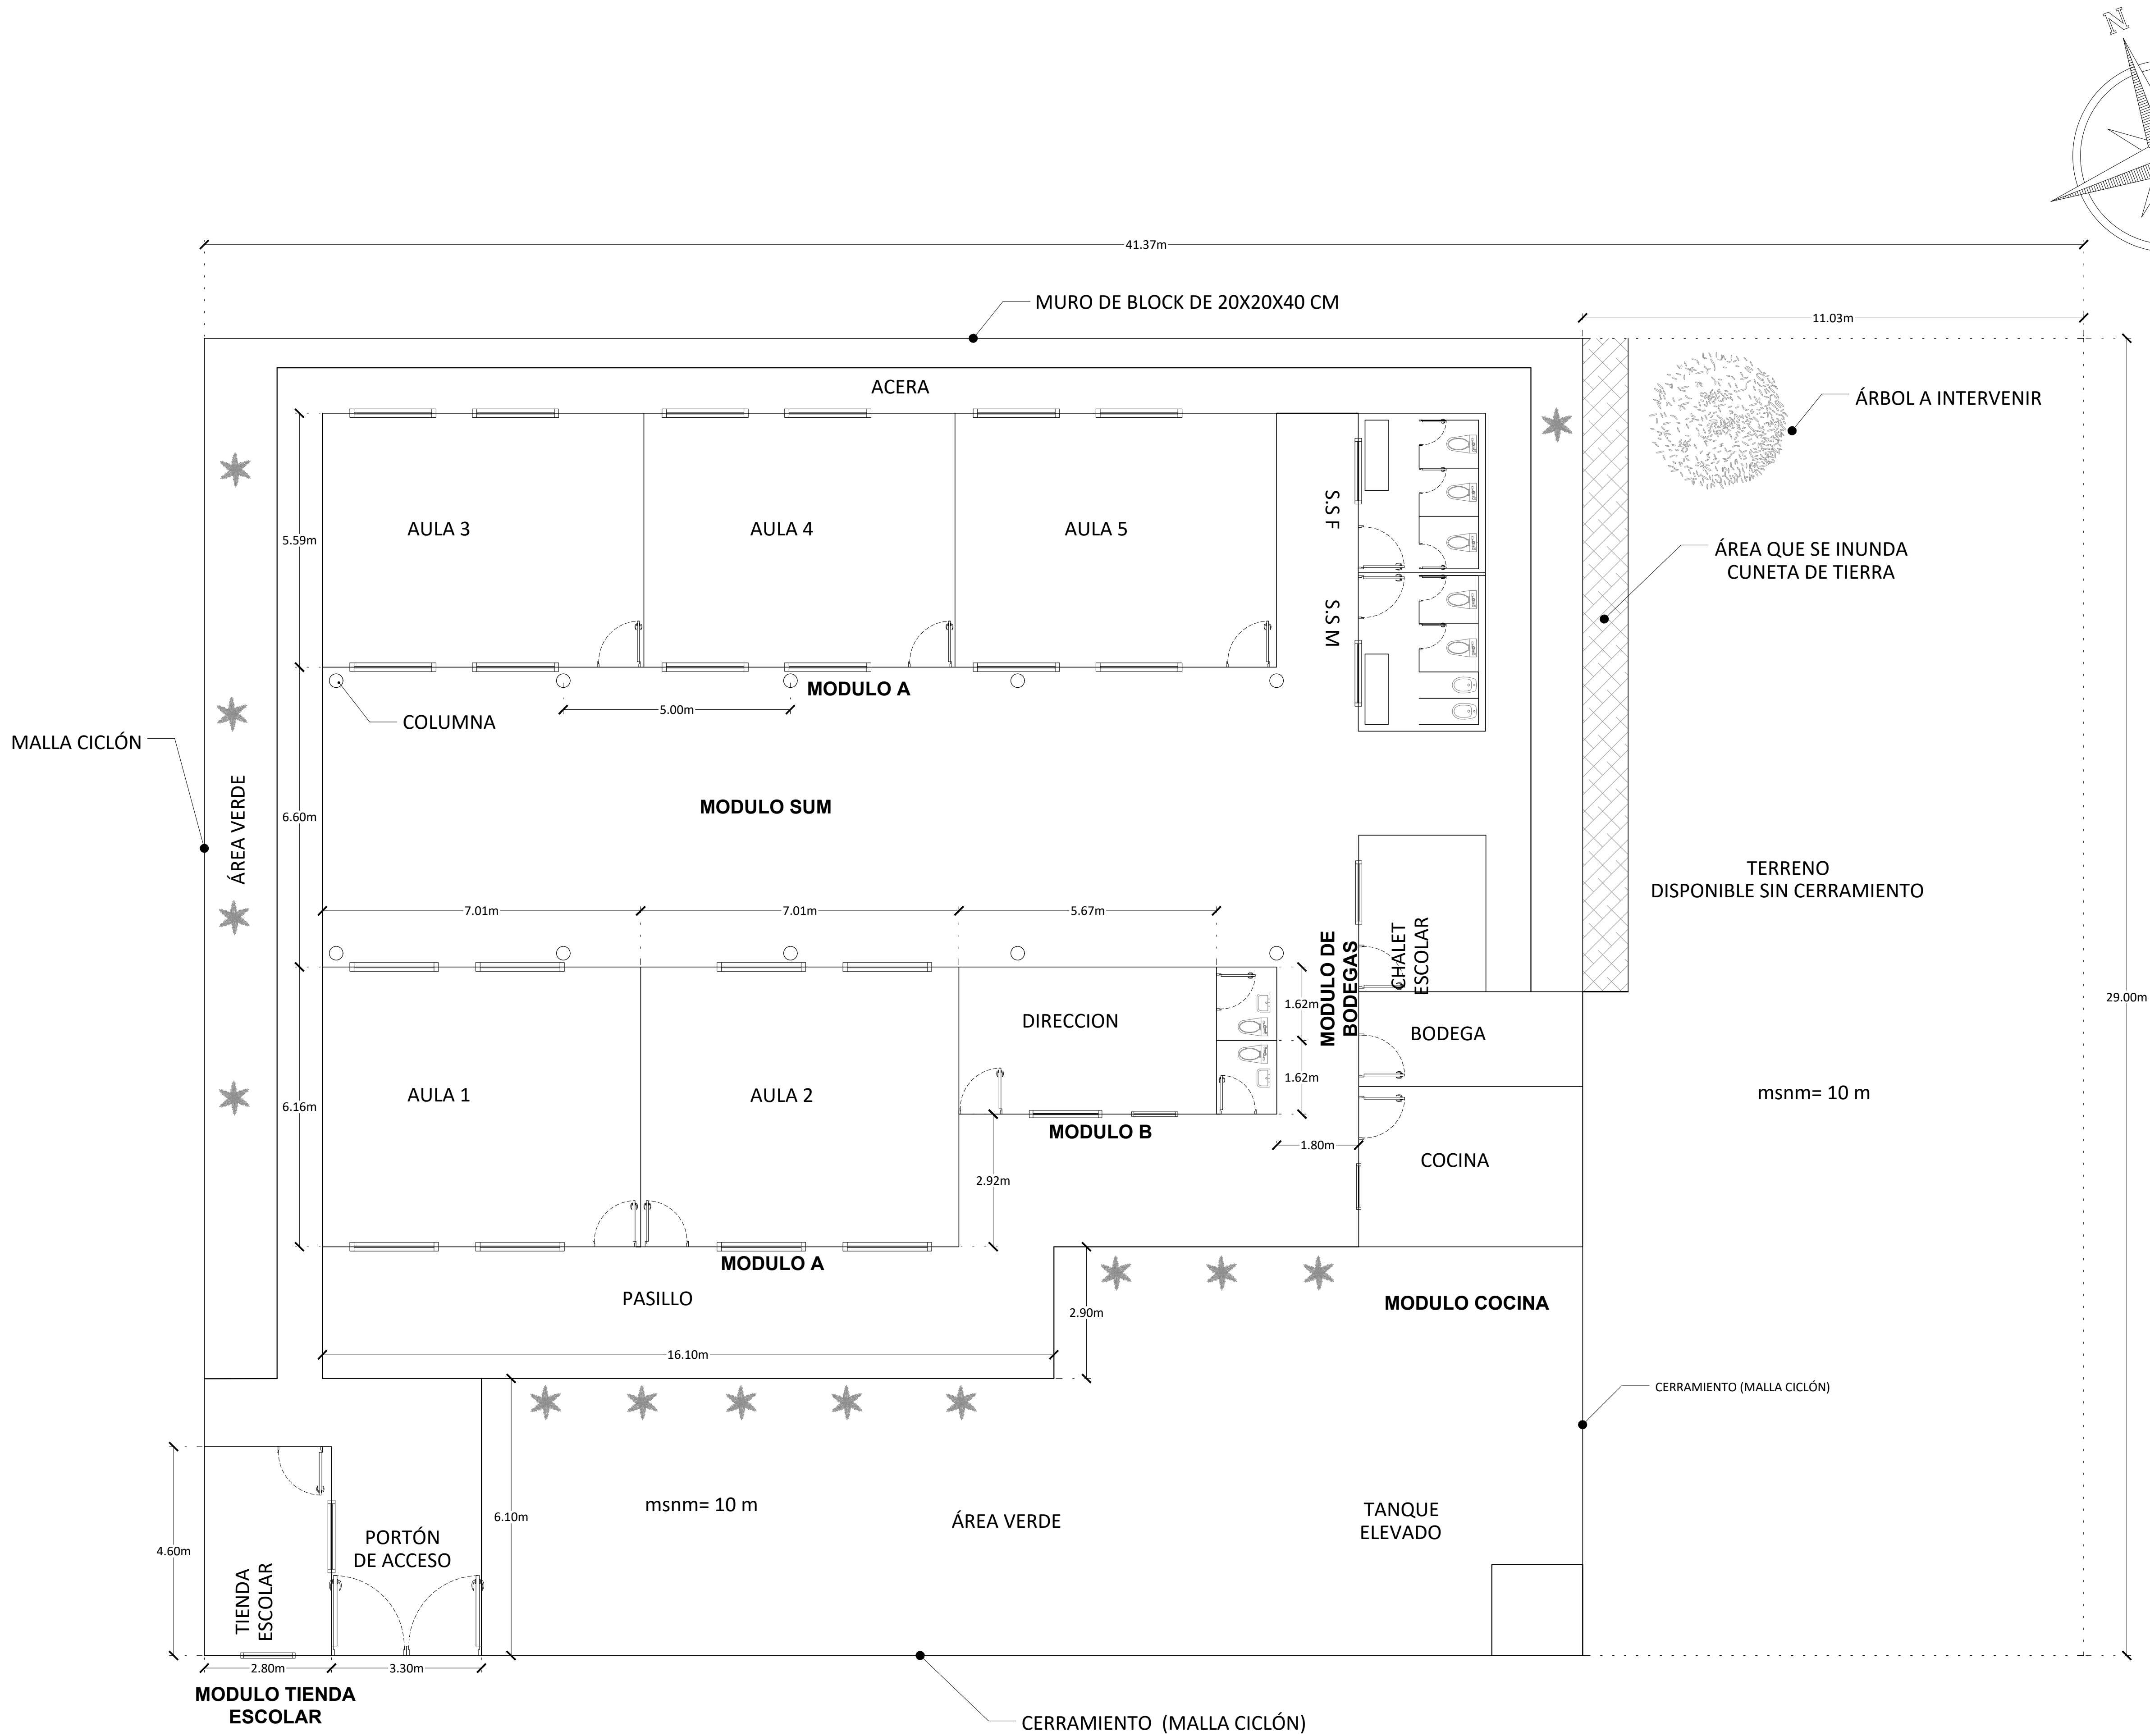 N
41.37m
MURO DE BLOCK DE 20X20X40 CM
11.03m
ACERA
ÁRBOL A INTERVENIR
AULA 3
AULA 4
AULA 5
S.S F
5.59m
ÁREA QUE SE INUNDA
CUNETA DE TIERRA
S.S M
MODULO A
5.00m
COLUMNA
MALLA CICLÓN
ÁREA VERDE
MODULO SUM
6.60m
TERRENO
DISPONIBLE SIN CERRAMIENTO
7.01m
7.01m
5.67m
CHALET
ESCOLAR
MODULO DE
BODEGAS
29.00m
1.62m
DIRECCION
BODEGA
1.62m
AULA 1
AULA 2
6.16m
msnm= 10 m
MODULO B
1.80m
COCINA
2.92m
MODULO A
PASILLO
MODULO COCINA
2.90m
16.10m
CERRAMIENTO (MALLA CICLÓN)
msnm= 10 m
6.10m
ÁREA VERDE
TANQUE
ELEVADO
PORTÓN
DE ACCESO
4.60m
TIENDA
ESCOLAR
2.80m
3.30m
MODULO TIENDA
ESCOLAR
CERRAMIENTO (MALLA CICLÓN)